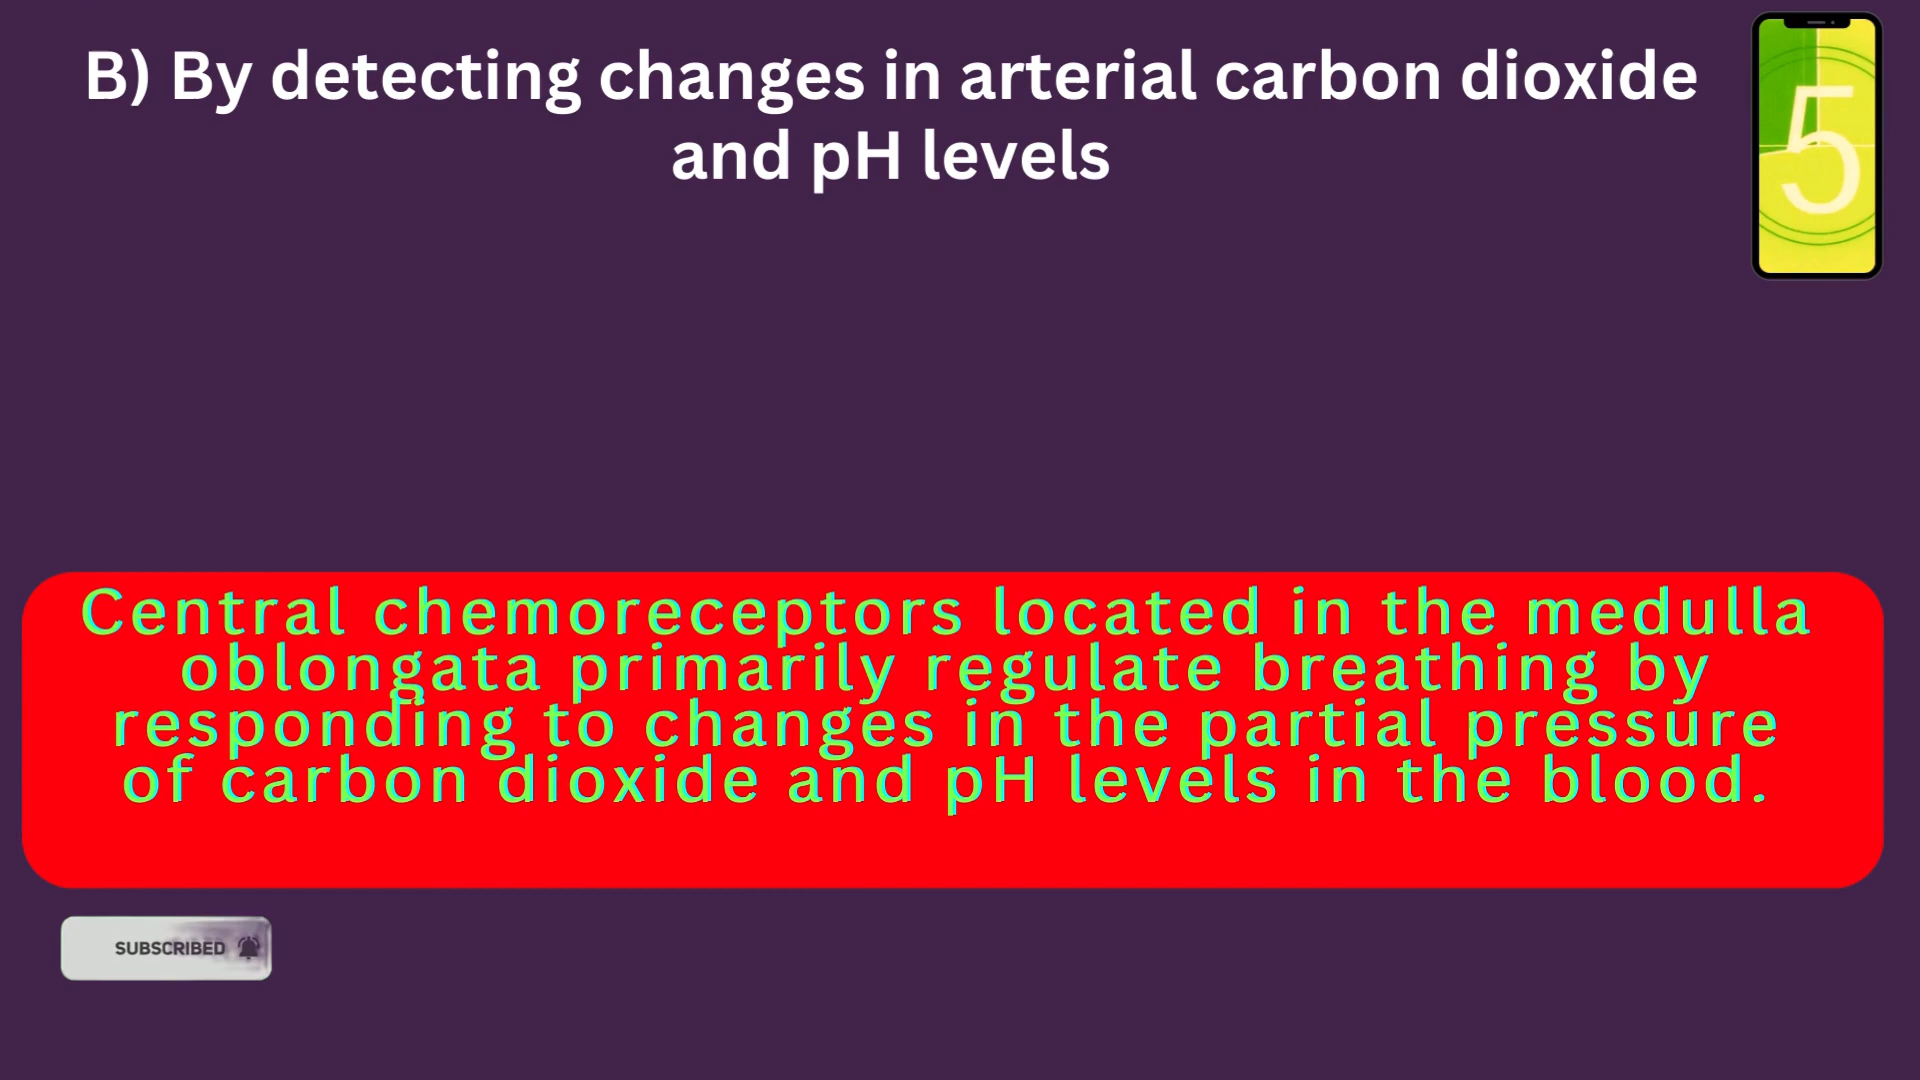 B) By detecting changes in arterial carbon dioxide
and pH levels
5
Central chemoreceptors located in the medulla
oblongata primarily regulate breathing by
responding to changes in the partial pressure
of carbon dioxide and pH levels in the blood.
SUBSCRIBED